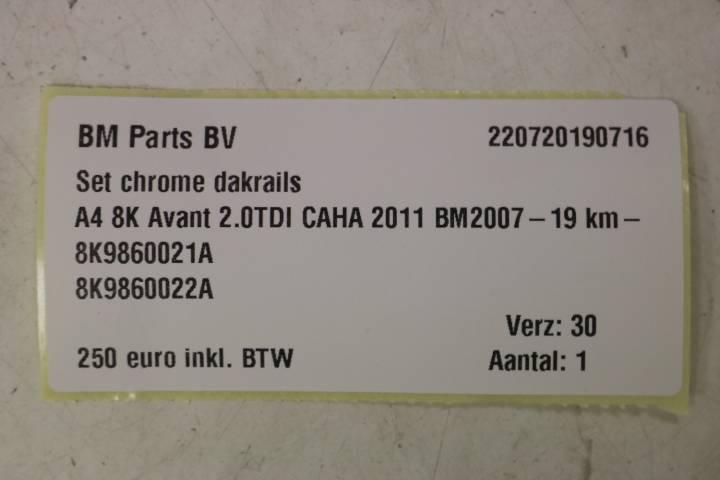 BM Parts BV 220720190716
Set chrome dakrails
A4 8K Avant 2.0TDI CAHA 2011 BM2007 – 19 km –
8K9860021A
8K9860022A
Verz: 30
250 euro inkl. BTW Aantal: 1